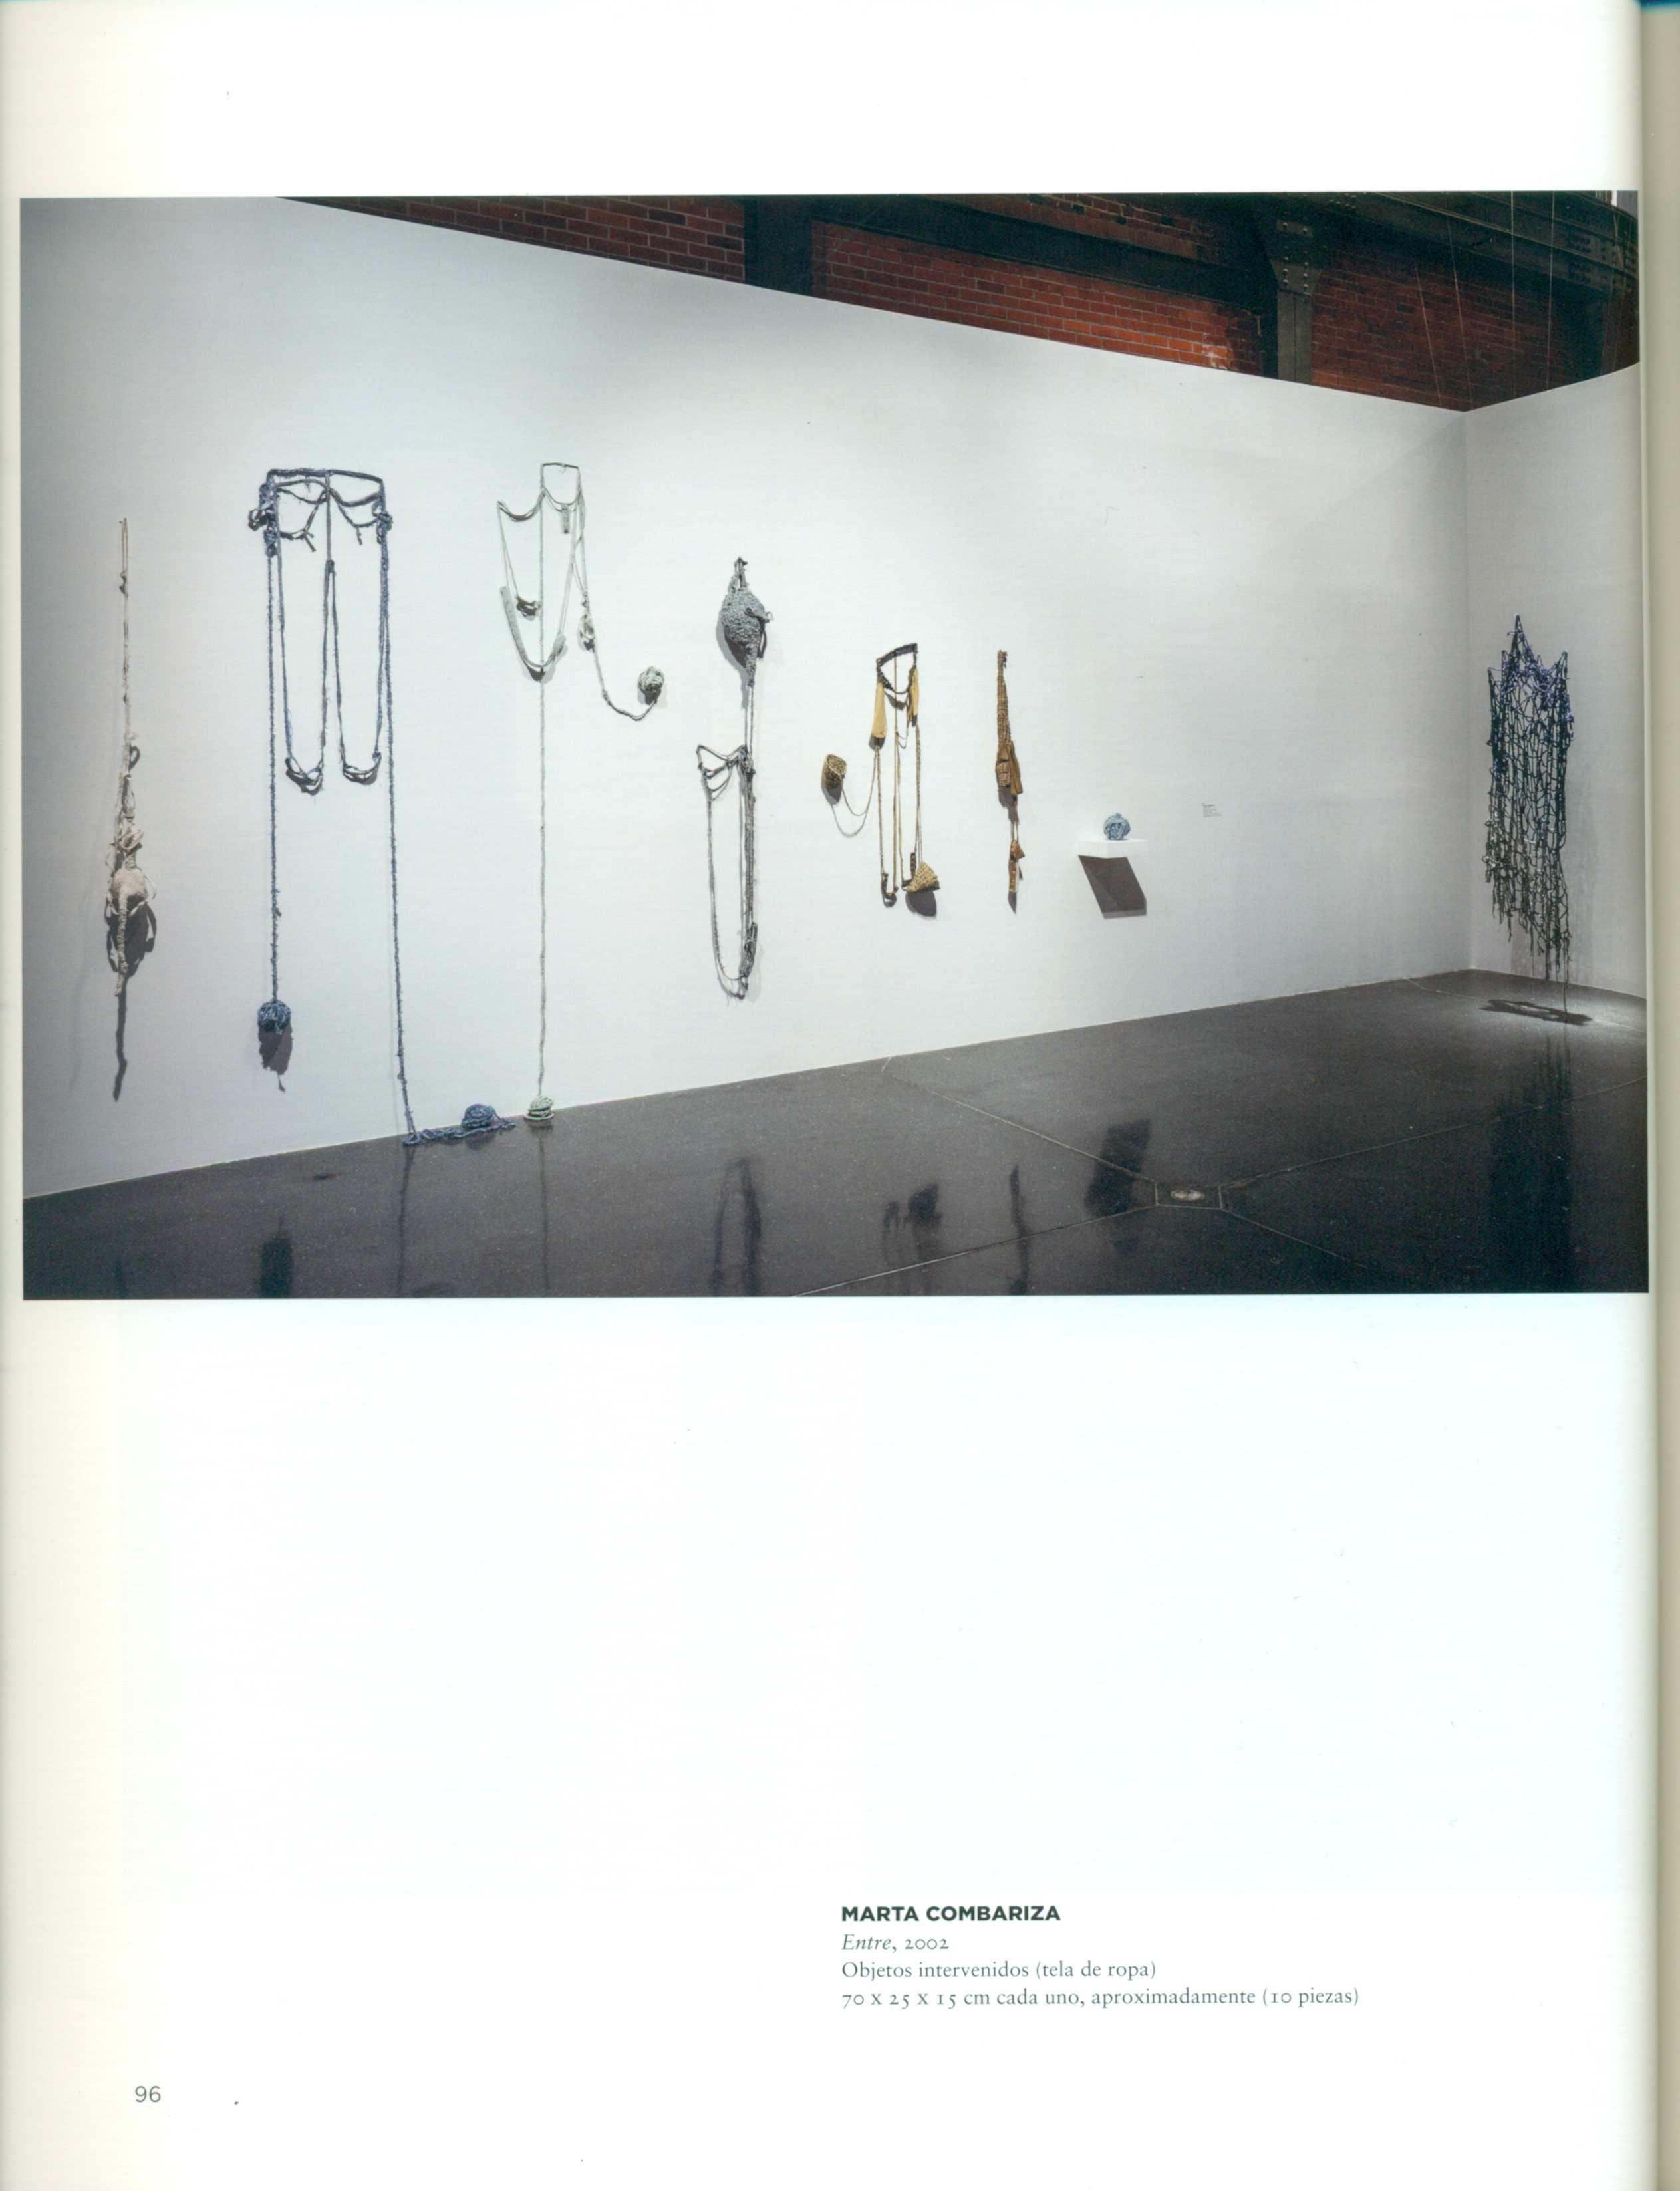 MARTA COMBARIZA
Entre, 2002
Objetos intervenidos (tela de ropa)
70 x 25 x 15 cm cada uno, aproximadamente (10 piezas)
96